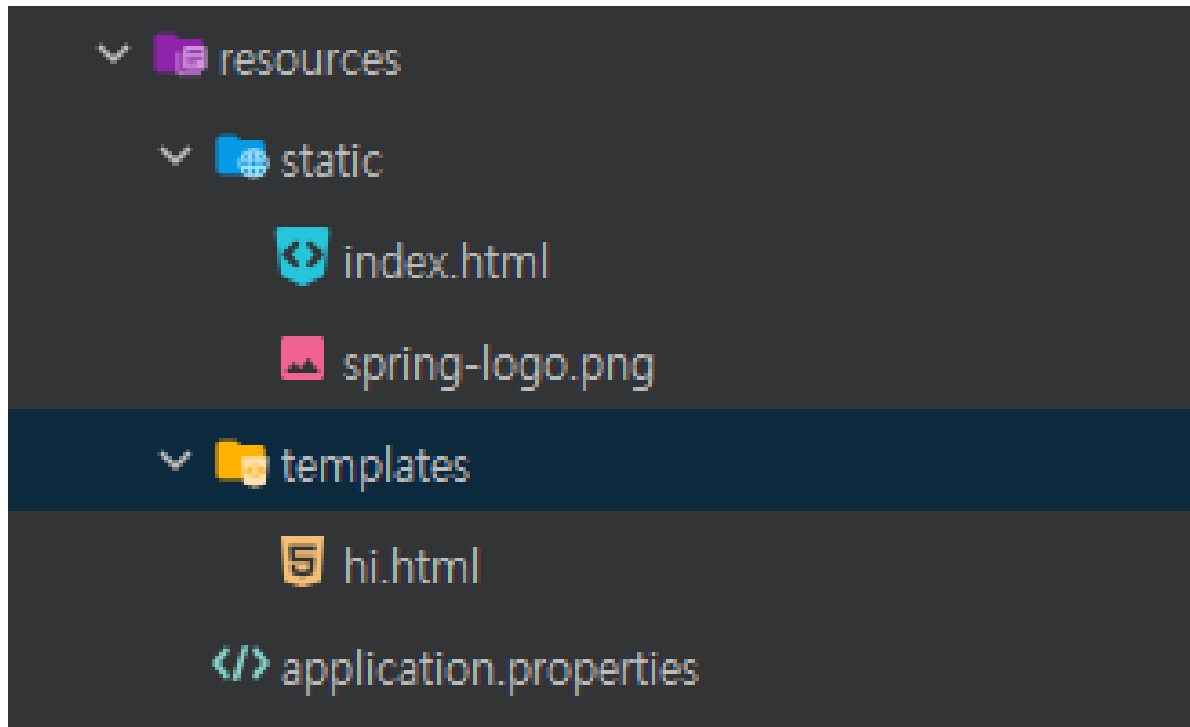 resources
static
index.html
spring-logo.png
templates
hi.html
application.properties